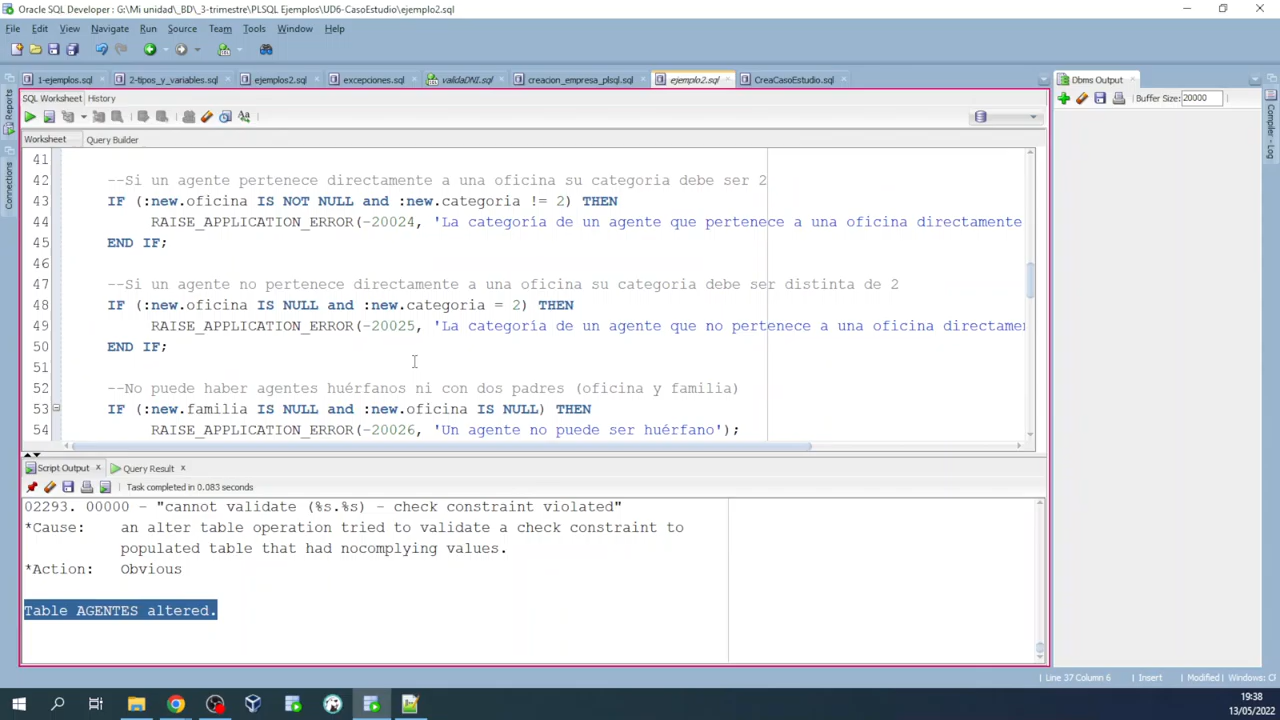 Oracle SQL Developer : G:\Mi unidad\_BD\_3-trimestre\PLSQL Ejemplos\UD6-CasoEstudio\ejemplo2.sql
File Edit View Navigate Run Source Team Tools Window Help
1-ejemplos.sql 2-tipos_y_variables.sql ejemplos2.sql excepciones.sql validaDNI.sql creacion_empresa_plsql.sql ejemplo2.sql CreaCasoEstudio.sql Dbms Output
SQL Worksheet History
Buffer Size: 20000
Worksheet Query Builder
Reports
Connections
Compiler - Log
41
42 --Si un agente pertenece directamente a una oficina su categoria debe ser 2
43 IF (:new.oficina IS NOT NULL and :new.categoria != 2) THEN
44 RAISE_APPLICATION_ERROR(-20024, 'La categoría de un agente que pertenece a una oficina directamente
45 END IF;
46
47 --Si un agente no pertenece directamente a una oficina su categoria debe ser distinta de 2
48 IF (:new.oficina IS NULL and :new.categoria = 2) THEN
49 RAISE_APPLICATION_ERROR(-20025, 'La categoría de un agente que no pertenece a una oficina directamen
50 END IF;
51
52 --No puede haber agentes huérfanos ni con dos padres (oficina y familia)
53 IF (:new.familia IS NULL and :new.oficina IS NULL) THEN
54 RAISE_APPLICATION_ERROR(-20026, 'Un agente no puede ser huérfano');
Script Output Query Result
Task completed in 0.083 seconds
02293. 00000 - "cannot validate (%s.%s) - check constraint violated"
*Cause: an alter table operation tried to validate a check constraint to
populated table that had nocomplying values.
*Action: Obvious
Table AGENTES altered.
Line 37 Column 6 Insert Modified Windows: Cl
19:38
13/05/2022